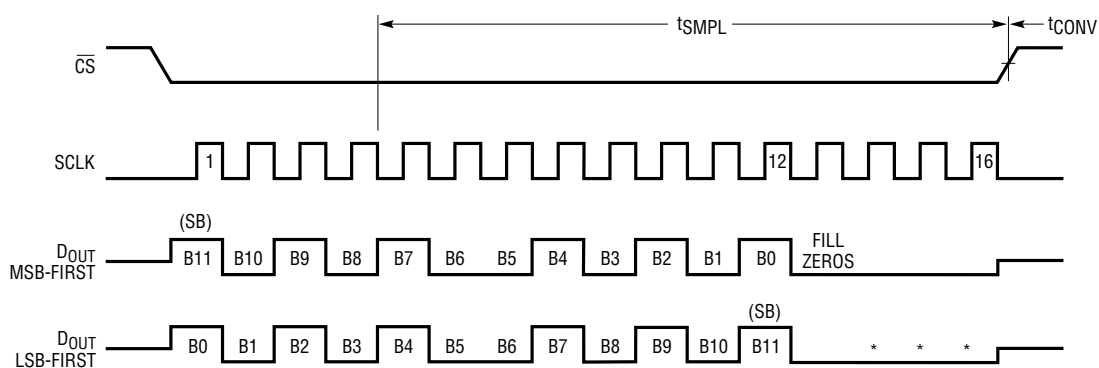 tSMPL tCONV
CS
SCLK 1 12 16
(SB)
DOUT
MSB-FIRST
B11 B10 B9 B8 B7 B6 B5 B4 B3 B2 B1 B0
FILL
ZEROS
(SB)
DOUT
LSB-FIRST
B0 B1 B2 B3 B4 B5 B6 B7 B8 B9 B10 B11 * * *